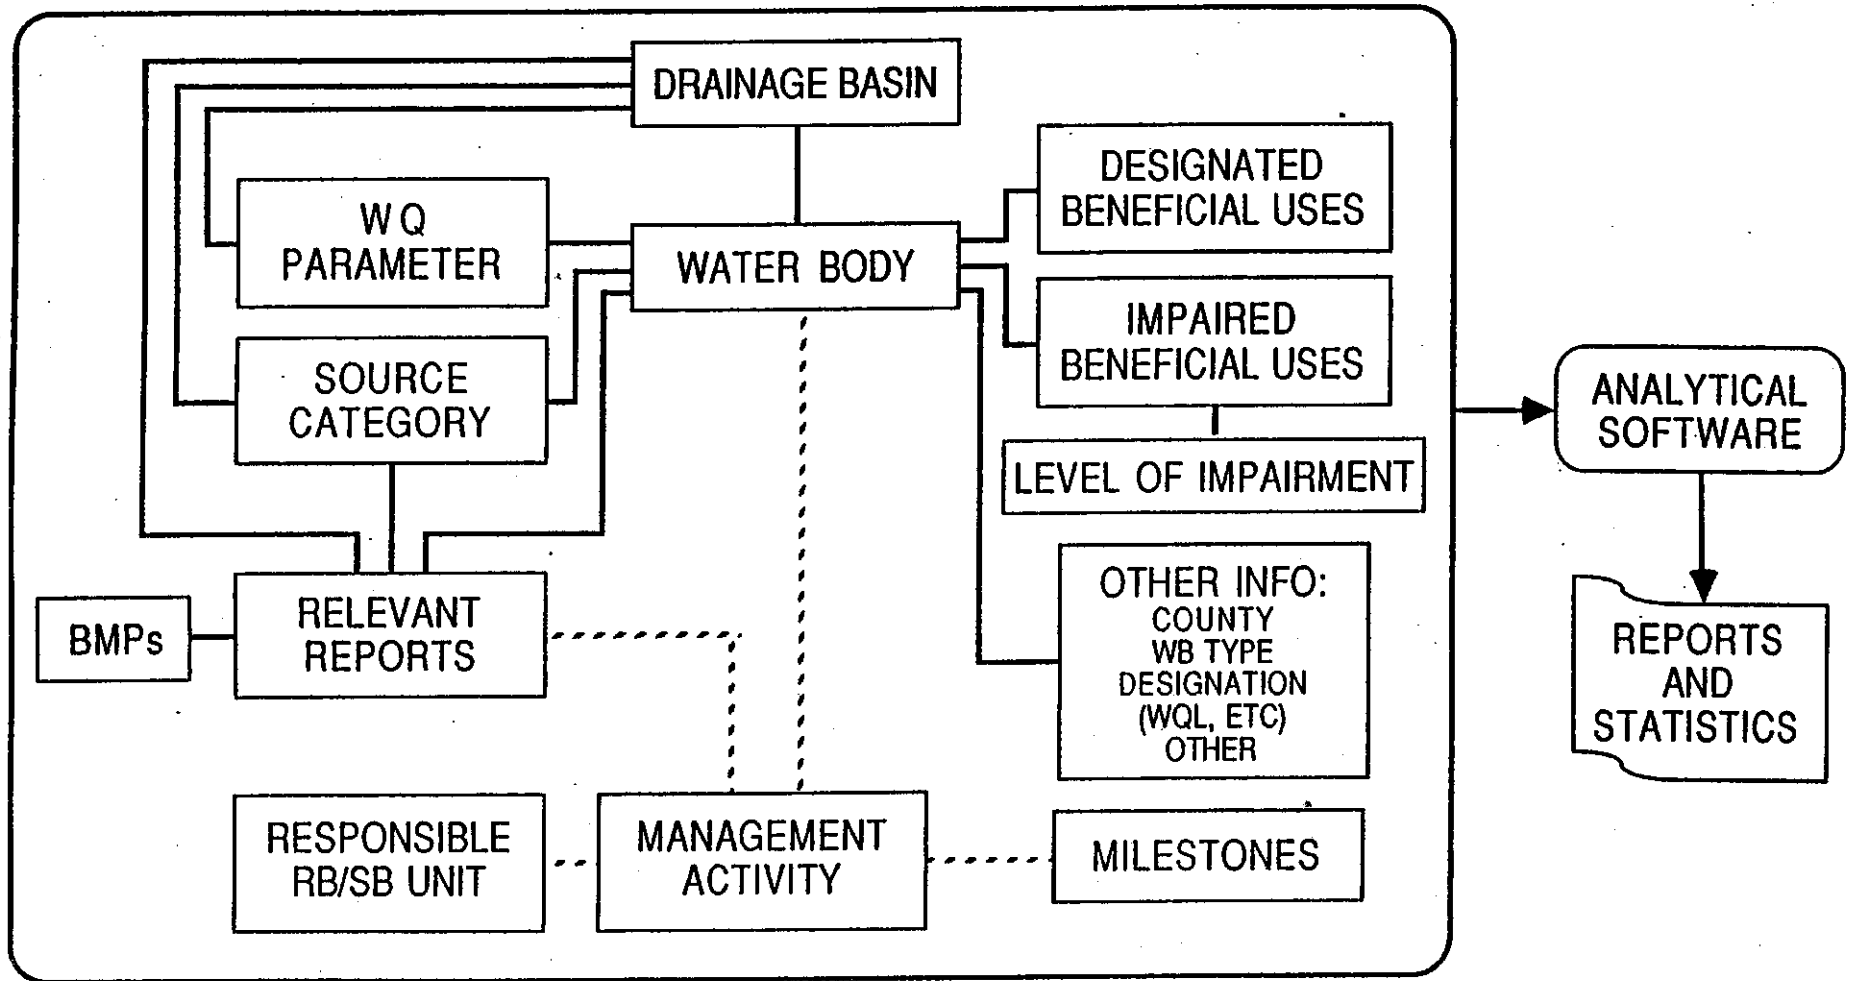 DRAINAGE BASIN
WQ
PARAMETER
WATER BODY
DESIGNATED
BENEFICIAL USES
IMPAIRED
BENEFICIAL USES
SOURCE
CATEGORY
LEVEL OF IMPAIRMENT
ANALYTICAL
SOFTWARE
BMPs
RELEVANT
REPORTS
OTHER INFO:
COUNTY
WB TYPE
DESIGNATION
(WQL, ETC)
OTHER
REPORTS
AND
STATISTICS
RESPONSIBLE
RB/SB UNIT
MANAGEMENT
ACTIVITY
MILESTONES